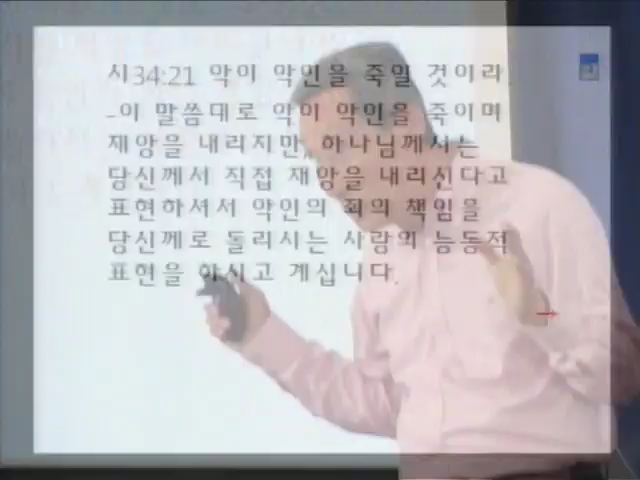 시34:21 악이 악인을 죽일 것이라
-이 말씀대로 악이 악인을 죽이며
재앙을 내리지만, 하나님께서는
당신께서 직접 재앙을 내리신다고
표현하셔서 악인의 죄의 책임을
당신께로 돌리시는 사랑의 능동적
표현을 하시고 계십니다.